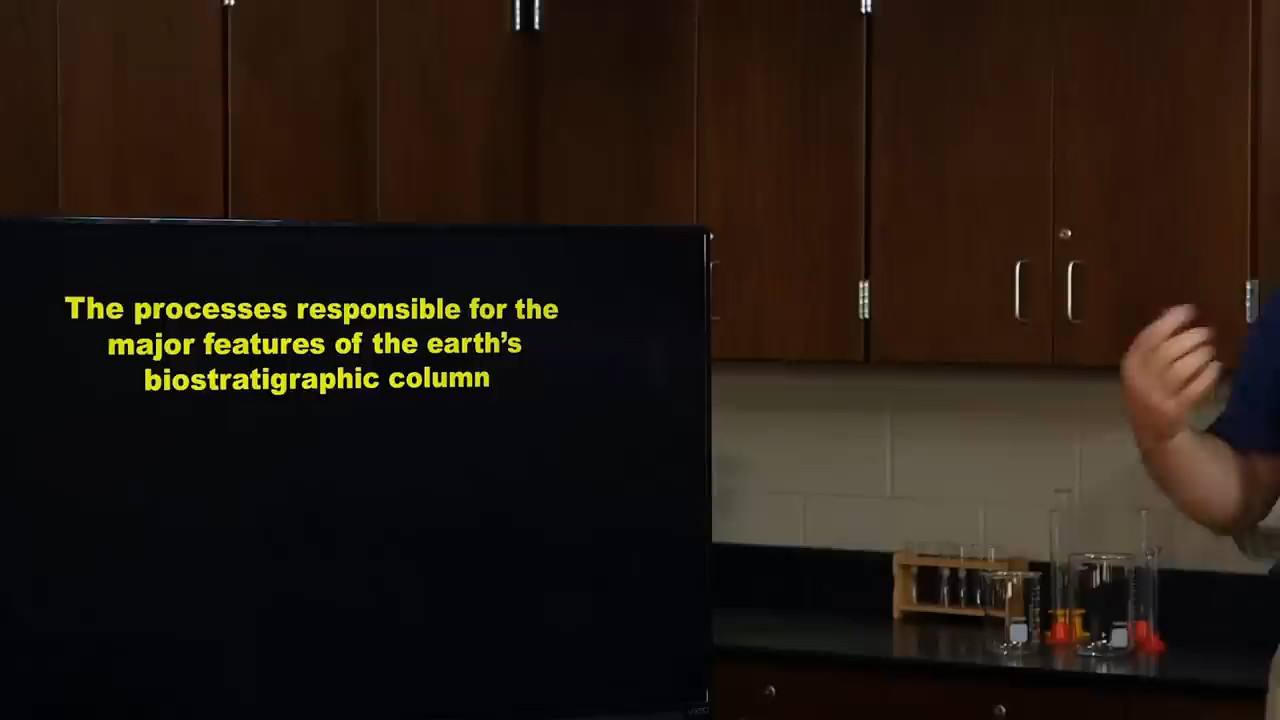 The processes responsible for the
major features of the earth's
biostratigraphic column